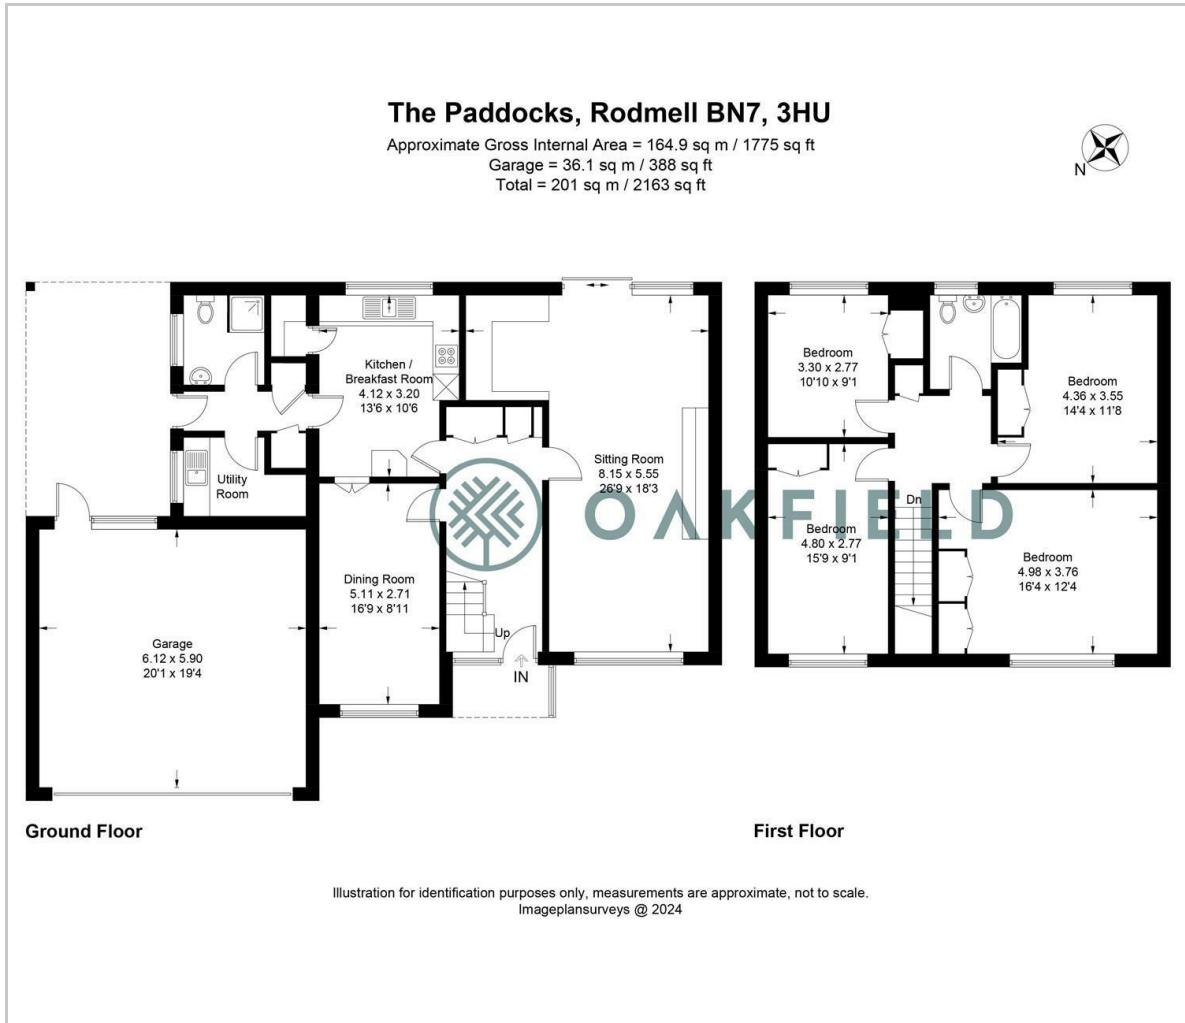 The Paddocks, Rodmell BN7, 3HU
Approximate Gross Internal Area = 164.9 sq m / 1775 sq ft
Garage = 36.1 sq m / 388 sq ft
Total = 201 sq m / 2163 sq ft
N
Kitchen /
Breakfast Room
4.12 x 3.20
13'6 x 10'6
Utility
Room
Sitting Room
8.15 x 5.55
26'9 x 18'3
Dining Room
5.11 x 2.71
16'9 x 8'11
Garage
6.12 x 5.90
20'1 x 19'4
Up
IN
Bedroom
3.30 x 2.77
10'10 x 9'1
Bedroom
4.36 x 3.55
14'4 x 11'8
Dn
Bedroom
4.80 x 2.77
15'9 x 9'1
Bedroom
4.98 x 3.76
16'4 x 12'4
OAKFIELD
Ground Floor
First Floor
Illustration for identification purposes only, measurements are approximate, not to scale.
Imageplansurveys @ 2024